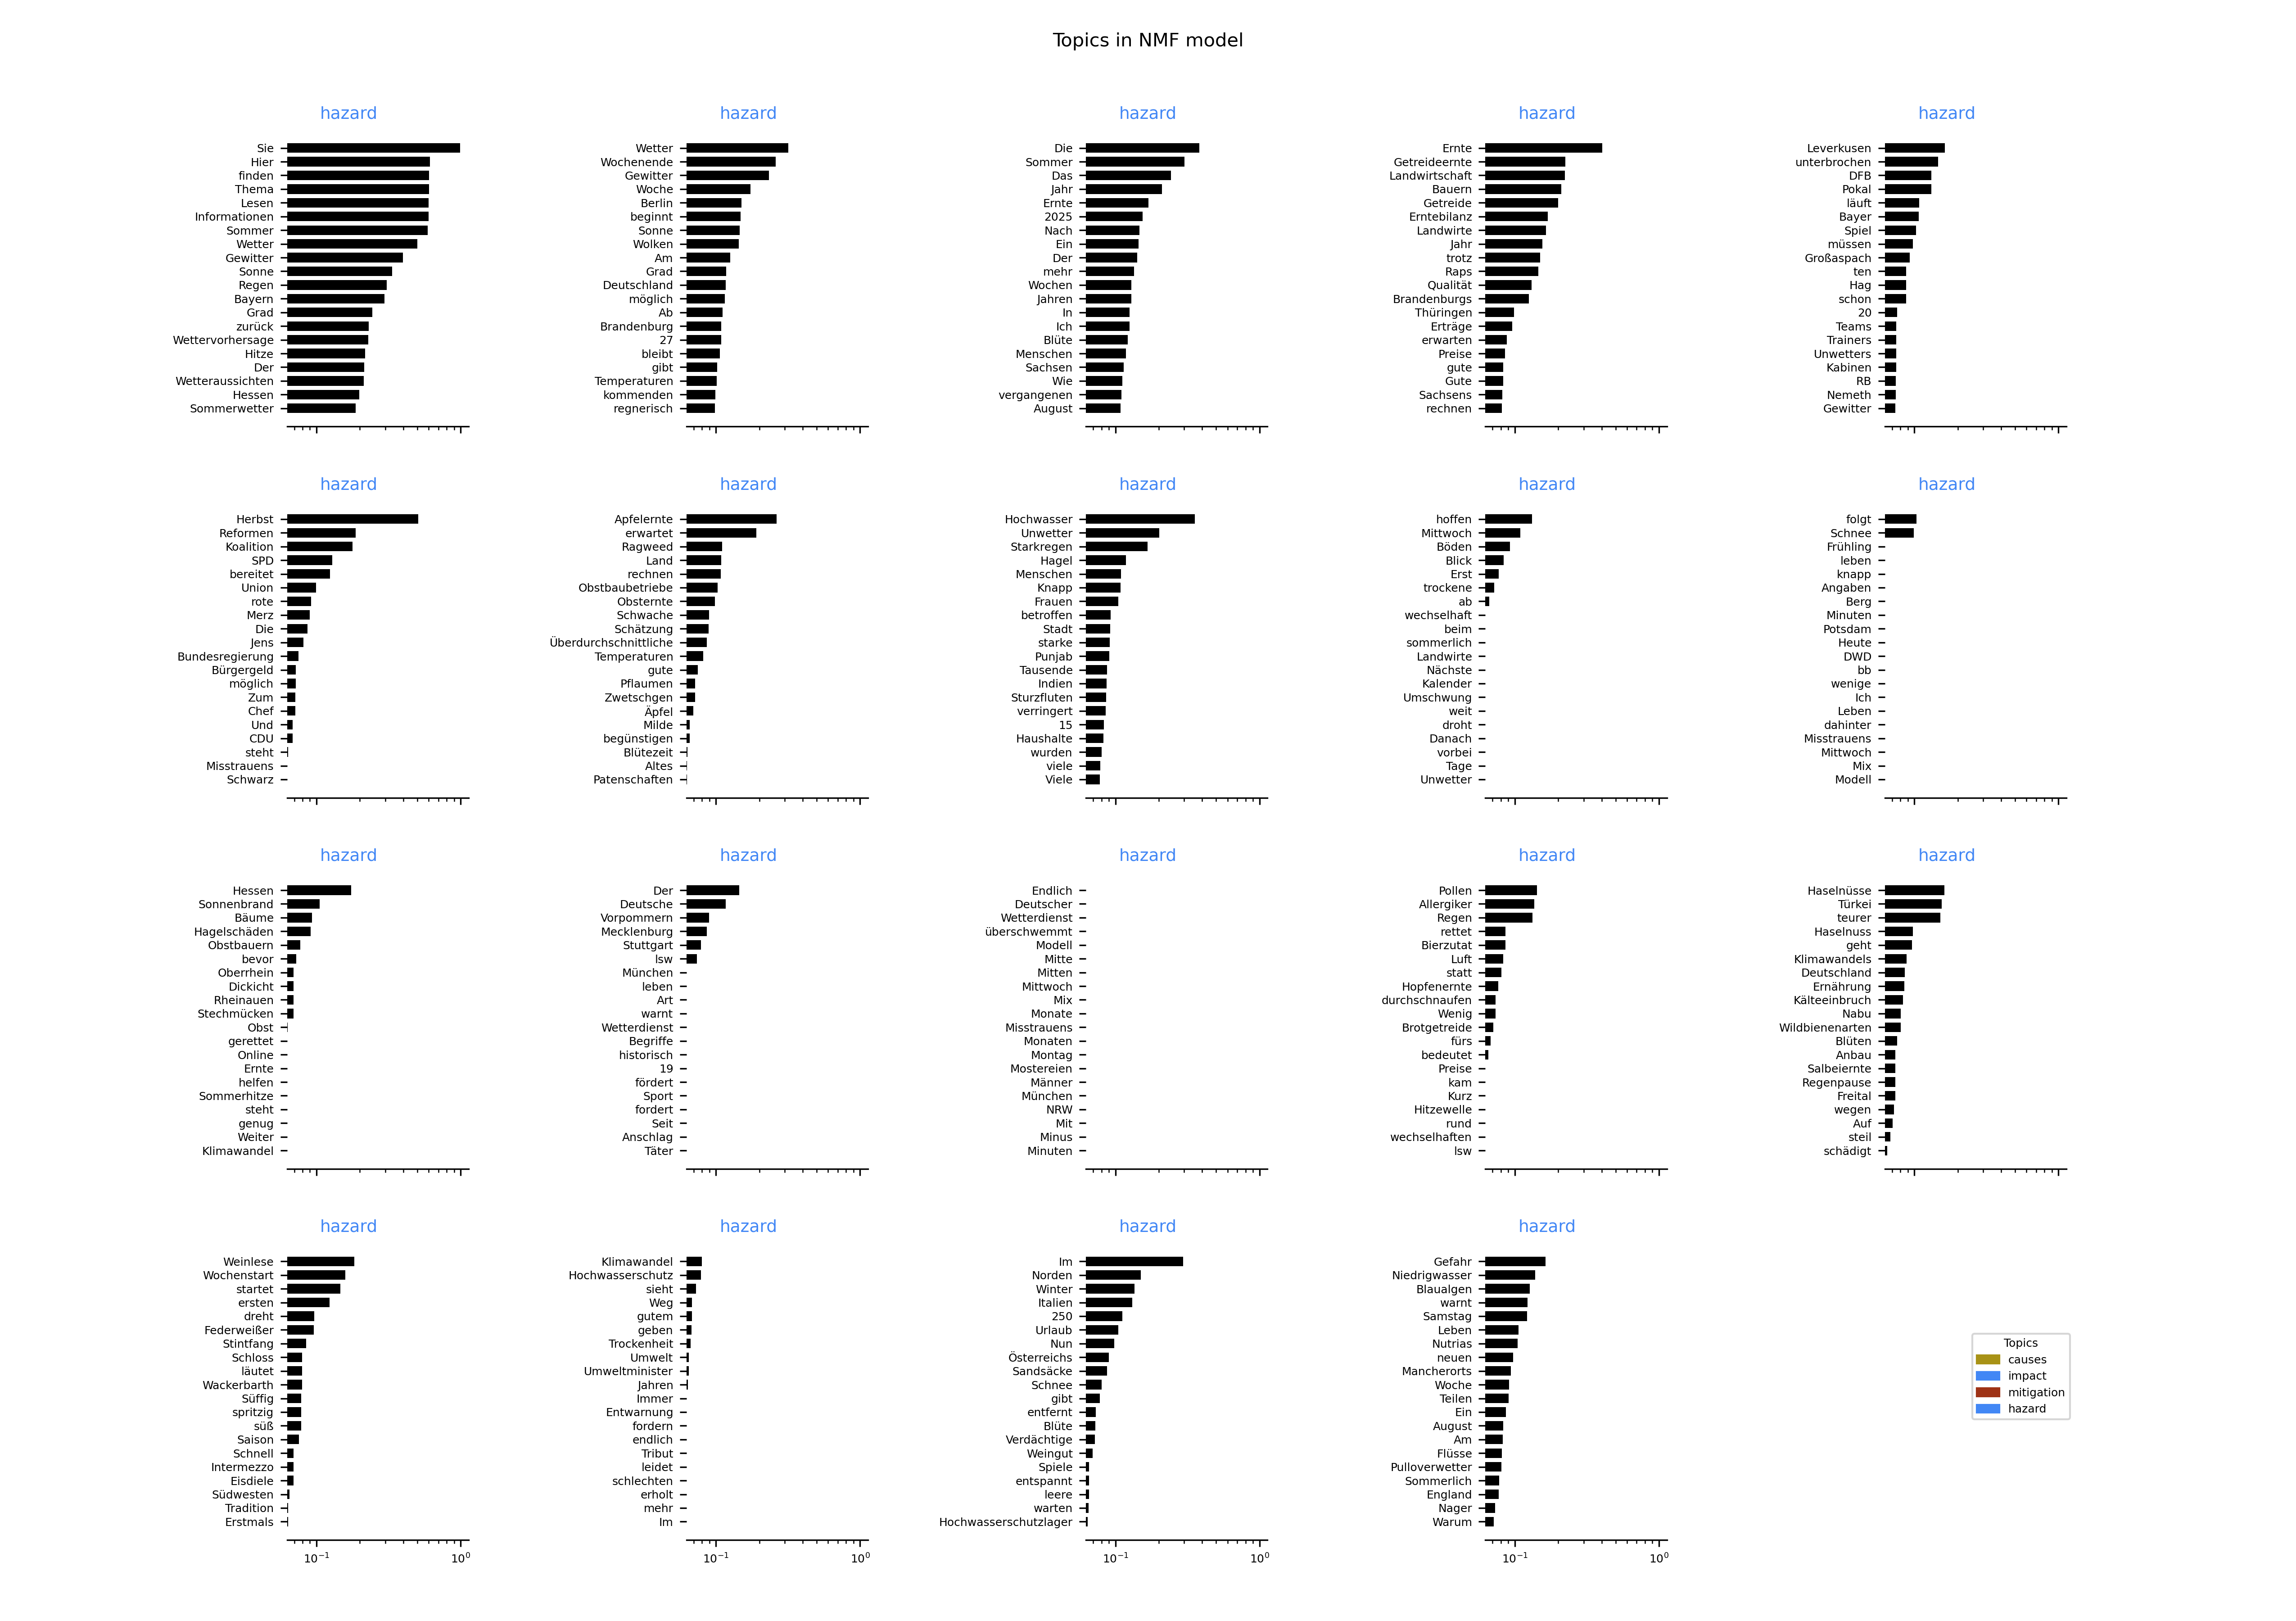 Topics in NMF model
hazard
Sie
Hier
finden
Thema
Lesen
Informationen
Sommer
Wetter
Gewitter
Sonne
Regen
Bayern
Grad
zurück
Wettervorhersage
Hitze
Der
Wetteraussichten
Hessen
Sommerwetter
hazard
Wetter
Wochenende
Gewitter
Woche
Berlin
beginnt
Sonne
Wolken
Am
Grad
Deutschland
möglich
Ab
Brandenburg
27
bleibt
gibt
Temperaturen
kommenden
regnerisch
hazard
Die
Sommer
Das
Jahr
Ernte
2025
Nach
Ein
Der
mehr
Wochen
Jahren
In
Ich
Blüte
Menschen
Sachsen
Wie
vergangenen
August
hazard
Ernte
Getreideernte
Landwirtschaft
Bauern
Getreide
Erntebilanz
Landwirte
Jahr
trotz
Raps
Qualität
Brandenburgs
Thüringen
Erträge
erwarten
Preise
gute
Gute
Sachsens
rechnen
hazard
Leverkusen
unterbrochen
DFB
Pokal
läuft
Bayer
Spiel
müssen
Großaspach
ten
Hag
schon
20
Teams
Trainers
Unwetters
Kabinen
RB
Nemeth
Gewitter
hazard
Herbst
Reformen
Koalition
SPD
bereitet
Union
rote
Merz
Die
Jens
Bundesregierung
Bürgergeld
möglich
Zum
Chef
Und
CDU
steht
Misstrauens
Schwarz
hazard
Apfelernte
erwartet
Ragweed
Land
rechnen
Obstbaubetriebe
Obsternte
Schwache
Schätzung
Überdurchschnittliche
Temperaturen
gute
Pflaumen
Zwetschgen
Äpfel
Milde
begünstigen
Blütezeit
Altes
Patenschaften
hazard
Hochwasser
Unwetter
Starkregen
Hagel
Menschen
Knapp
Frauen
betroffen
Stadt
starke
Punjab
Tausende
Indien
Sturzfluten
verringert
15
Haushalte
wurden
viele
Viele
hazard
hoffen
Mittwoch
Böden
Blick
Erst
trockene
ab
wechselhaft
beim
sommerlich
Landwirte
Nächste
Kalender
Umschwung
weit
droht
Danach
vorbei
Tage
Unwetter
hazard
folgt
Schnee
Frühling
leben
knapp
Angaben
Berg
Minuten
Potsdam
Heute
DWD
bb
wenige
Ich
Leben
dahinter
Misstrauens
Mittwoch
Mix
Modell
hazard
Hessen
Sonnenbrand
Bäume
Hagelschäden
Obstbauern
bevor
Oberrhein
Dickicht
Rheinauen
Stechmücken
Obst
gerettet
Online
Ernte
helfen
Sommerhitze
steht
genug
Weiter
Klimawandel
hazard
Der
Deutsche
Vorpommern
Mecklenburg
Stuttgart
lsw
München
leben
Art
warnt
Wetterdienst
Begriffe
historisch
19
fördert
Sport
fordert
Seit
Anschlag
Täter
hazard
Endlich
Deutscher
Wetterdienst
überschwemmt
Modell
Mitte
Mitten
Mittwoch
Mix
Monate
Misstrauens
Monaten
Montag
Mostereien
Männer
München
NRW
Mit
Minus
Minuten
hazard
Pollen
Allergiker
Regen
rettet
Bierzutat
Luft
statt
Hopfenernte
durchschnaufen
Wenig
Brotgetreide
fürs
bedeutet
Preise
kam
Kurz
Hitzewelle
rund
wechselhaften
lsw
hazard
Haselnüsse
Türkei
teurer
Haselnuss
geht
Klimawandels
Deutschland
Ernährung
Kälteeinbruch
Nabu
Wildbienenarten
Blüten
Anbau
Salbeiernte
Regenpause
Freital
wegen
Auf
steil
schädigt
hazard
Weinlese
Wochenstart
startet
ersten
dreht
Federweißer
Stintfang
Schloss
läutet
Wackerbarth
Süffig
spritzig
süß
Saison
Schnell
Intermezzo
Eisdiele
Südwesten
Tradition
Erstmals
10⁻¹ 10⁰
hazard
Klimawandel
Hochwasserschutz
sieht
Weg
gutem
geben
Trockenheit
Umwelt
Umweltminister
Jahren
Immer
Entwarnung
fordern
endlich
Tribut
leidet
schlechten
erholt
mehr
Im
10⁻¹ 10⁰
hazard
Im
Norden
Winter
Italien
250
Urlaub
Nun
Österreichs
Sandsäcke
Schnee
gibt
entfernt
Blüte
Verdächtige
Weingut
Spiele
entspannt
leere
warten
Hochwasserschutzlager
10⁻¹ 10⁰
hazard
Gefahr
Niedrigwasser
Blaualgen
warnt
Samstag
Leben
Nutrias
neuen
Mancherorts
Woche
Teilen
Ein
August
Am
Flüsse
Pulloverwetter
Sommerlich
England
Nager
Warum
10⁻¹ 10⁰
Topics
causes
impact
mitigation
hazard